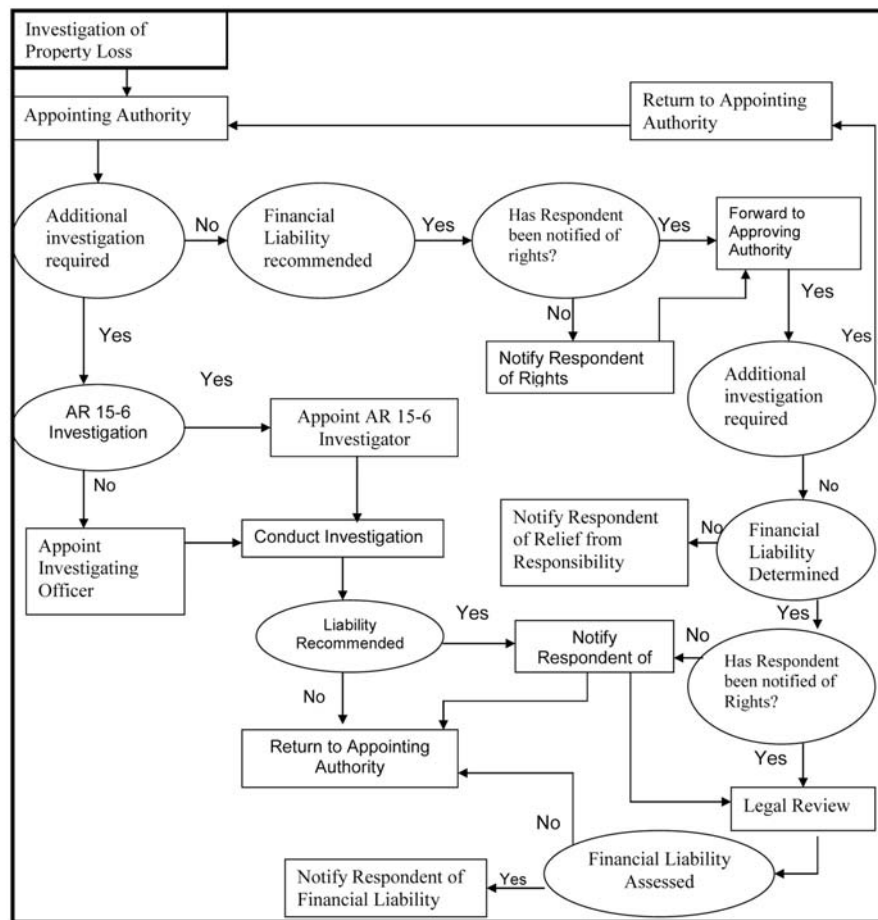 Investigation of
Property Loss
Appointing Authority
Return to Appointing
Authority
Additional
investigation
required
No
Financial
Liability
recommended
Yes
Has Respondent
been notified of
rights?
Yes
Forward to
Approving
Authority
No
Yes
Notify Respondent
of Rights
Yes
Yes
Additional
investigation
required
Yes
AR 15-6
Investigation
Appoint AR 15-6
Investigator
No
No
Appoint
Investigating
Officer
Conduct Investigation
Notify Respondent
of Relief from
Responsibility
No
Financial
Liability
Determined
Liability
Recommended
Yes
Notify
Respondent of
No
Yes
Has Respondent
been notified of
Rights?
No
Return to Appointing
Authority
Yes
Legal Review
No
Financial Liability
Assessed
Yes
Notify Respondent of
Financial Liability